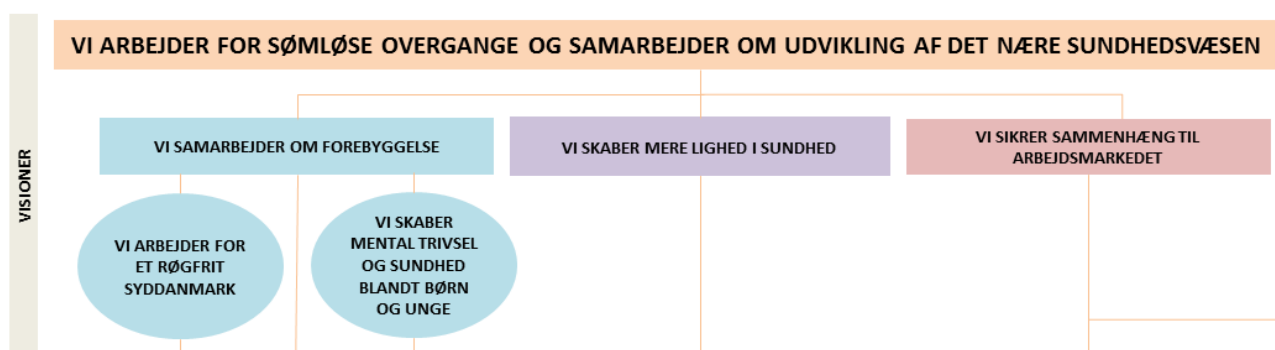 VI ARBEJDER FOR SØMLØSE OVERGANGE OG SAMARBEJDER OM UDVIKLING AF DET NÆRE SUNDHEDSVÆSEN
VISIONER
VI SAMARBEJDER OM FOREBYGGELSE
VI SKABER MERE LIGHED I SUNDHED
VI SIKRER SAMMENHÆNG TIL
ARBEJDSMARKEDET
VI ARBEJDER FOR
ET RØGFRIT
SYDDANMARK
VI SKABER
MENTAL TRIVSEL
OG SUNDHED
BLANDT BØRN
OG UNGE